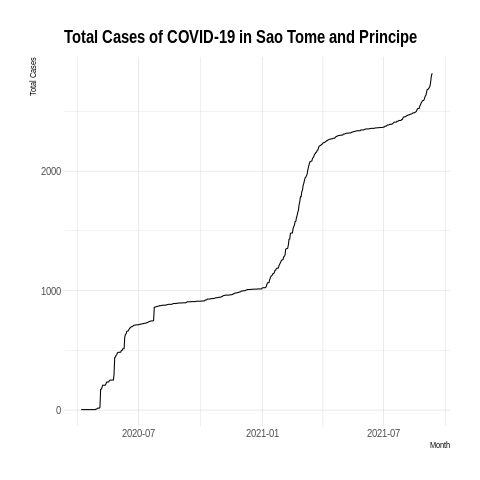 Total Cases of COVID-19 in Sao Tome and Principe
Total Cases
2000
1000
0
2020-07 2021-01 2021-07
Month